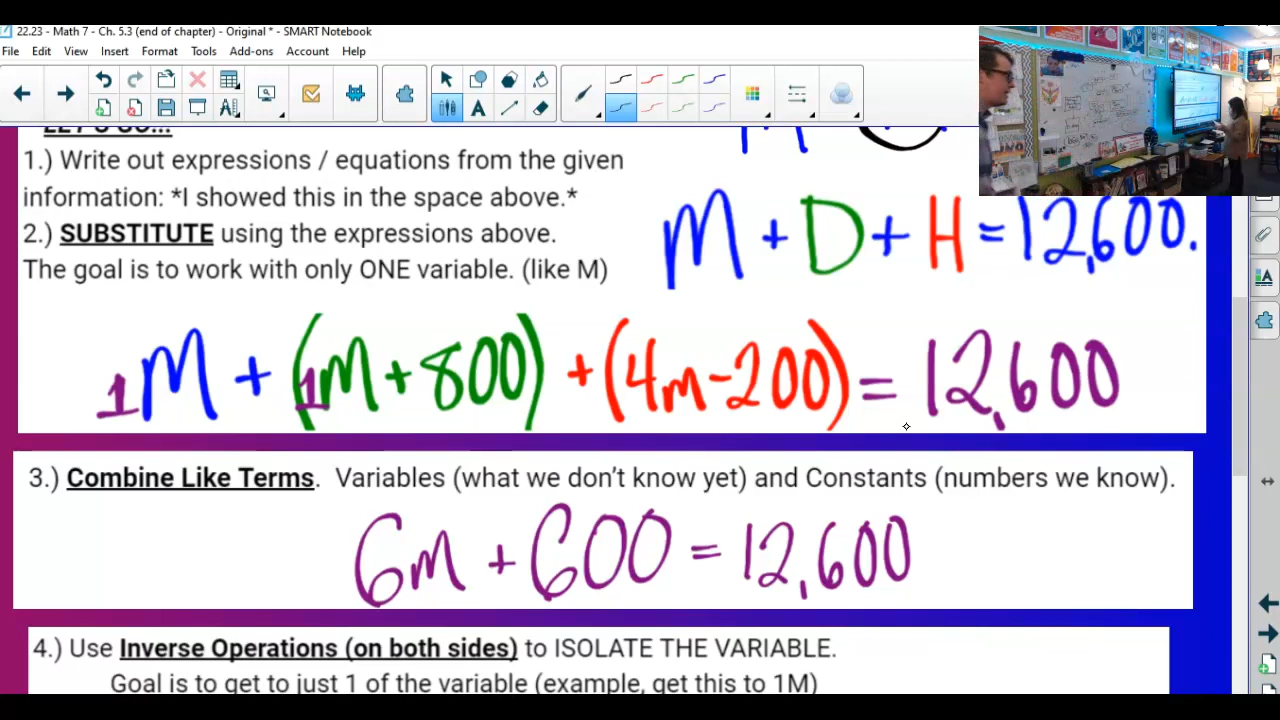 22.23 - Math 7 - Ch. 5.3 (end of chapter) - Original * - SMART Notebook
File Edit View Insert Format Tools Add-ons Account Help
1.) Write out expressions / equations from the given
information: *I showed this in the space above.*
M + D + H = 12,600.
2.) SUBSTITUTE using the expressions above.
The goal is to work with only ONE variable. (like M)
1M + (1m + 800) + (4m - 200) = 12,600
3.) Combine Like Terms. Variables (what we don't know yet) and Constants (numbers we know).
6m + 600 = 12,600
4.) Use Inverse Operations (on both sides) to ISOLATE THE VARIABLE.
Goal is to get to just 1 of the variable (example, get this to 1M)